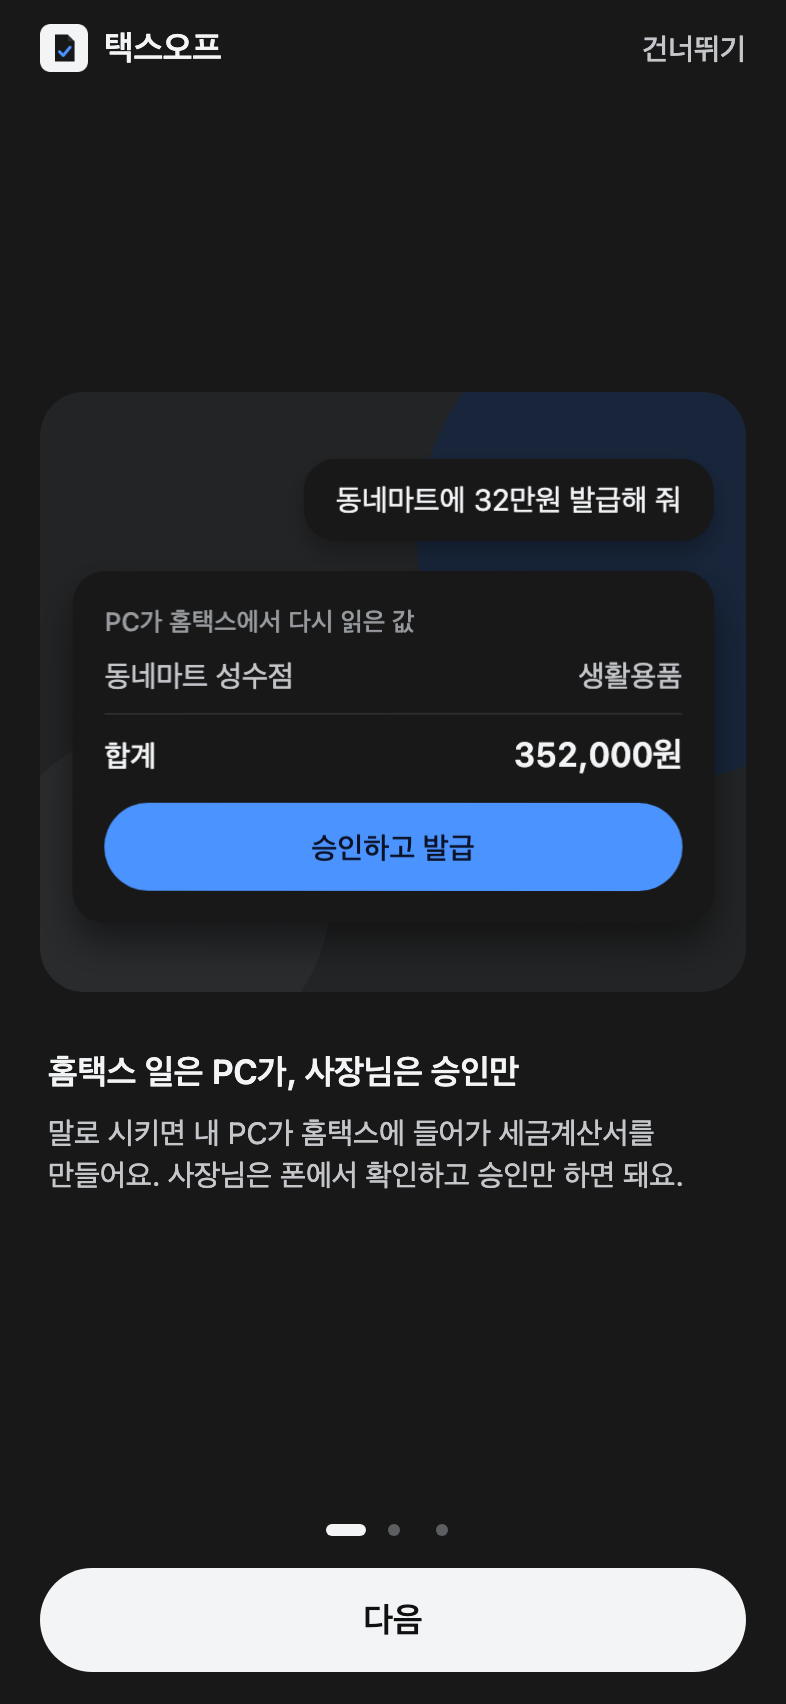 택스오프
건너뛰기
동네마트에 32만원 발급해 줘
PC가 홈택스에서 다시 읽은 값
동네마트 성수점 생활용품
합계 352,000원
승인하고 발급
홈택스 일은 PC가, 사장님은 승인만
말로 시키면 내 PC가 홈택스에 들어가 세금계산서를
만들어요. 사장님은 폰에서 확인하고 승인만 하면 돼요.
다음